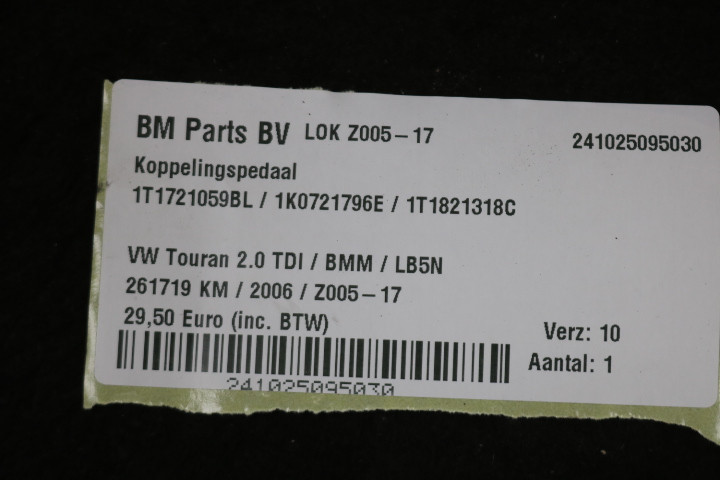 BM Parts BV LOK Z005-17 241025095030
Koppelingspedaal
1T1721059BL / 1K0721796E / 1T1821318C
VW Touran 2.0 TDI / BMM / LB5N
261719 KM / 2006 / Z005-17
29,50 Euro (inc. BTW)
Verz: 10
Aantal: 1
241025095030